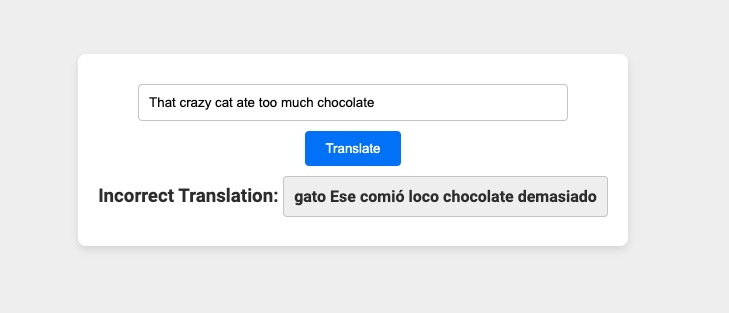 That crazy cat ate too much chocolate
Translate
Incorrect Translation: gato Ese comió loco chocolate demasiado